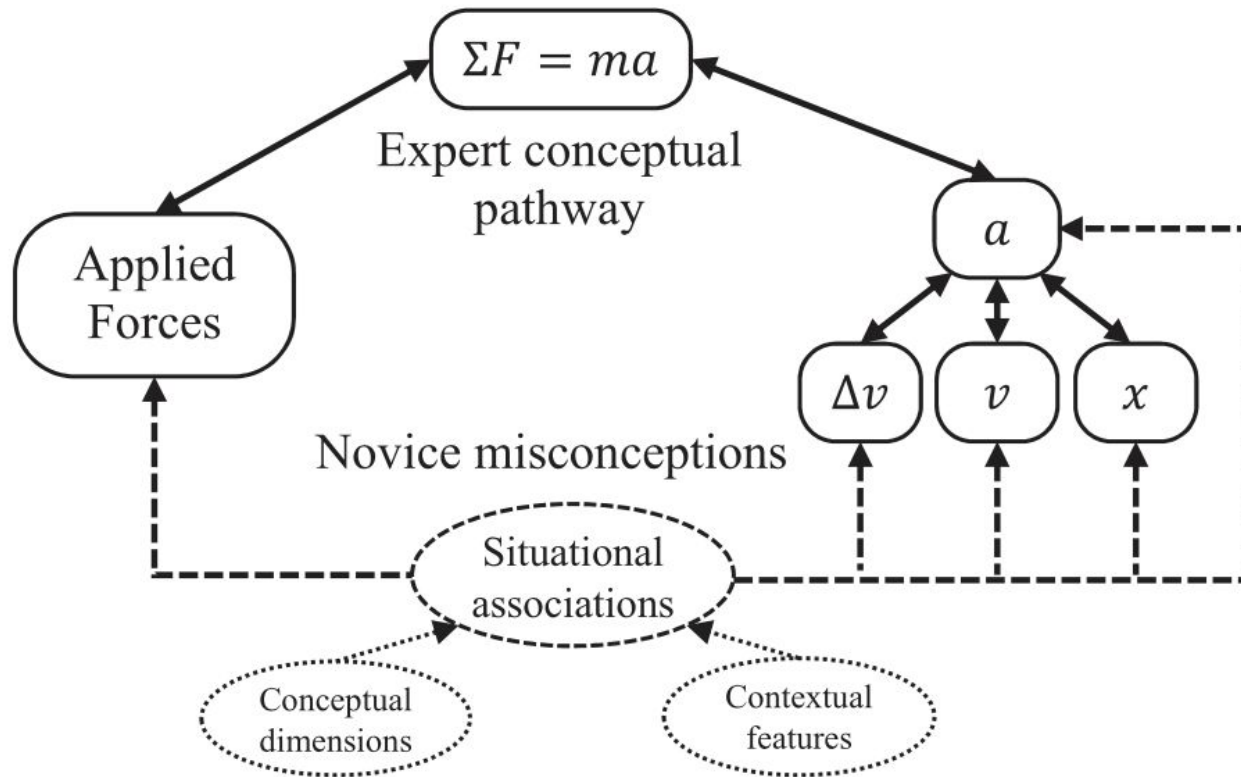 ΣF = ma
Expert conceptual
pathway
a
Applied
Forces
Δv
v
x
Novice misconceptions
Situational
associations
Conceptual
dimensions
Contextual
features